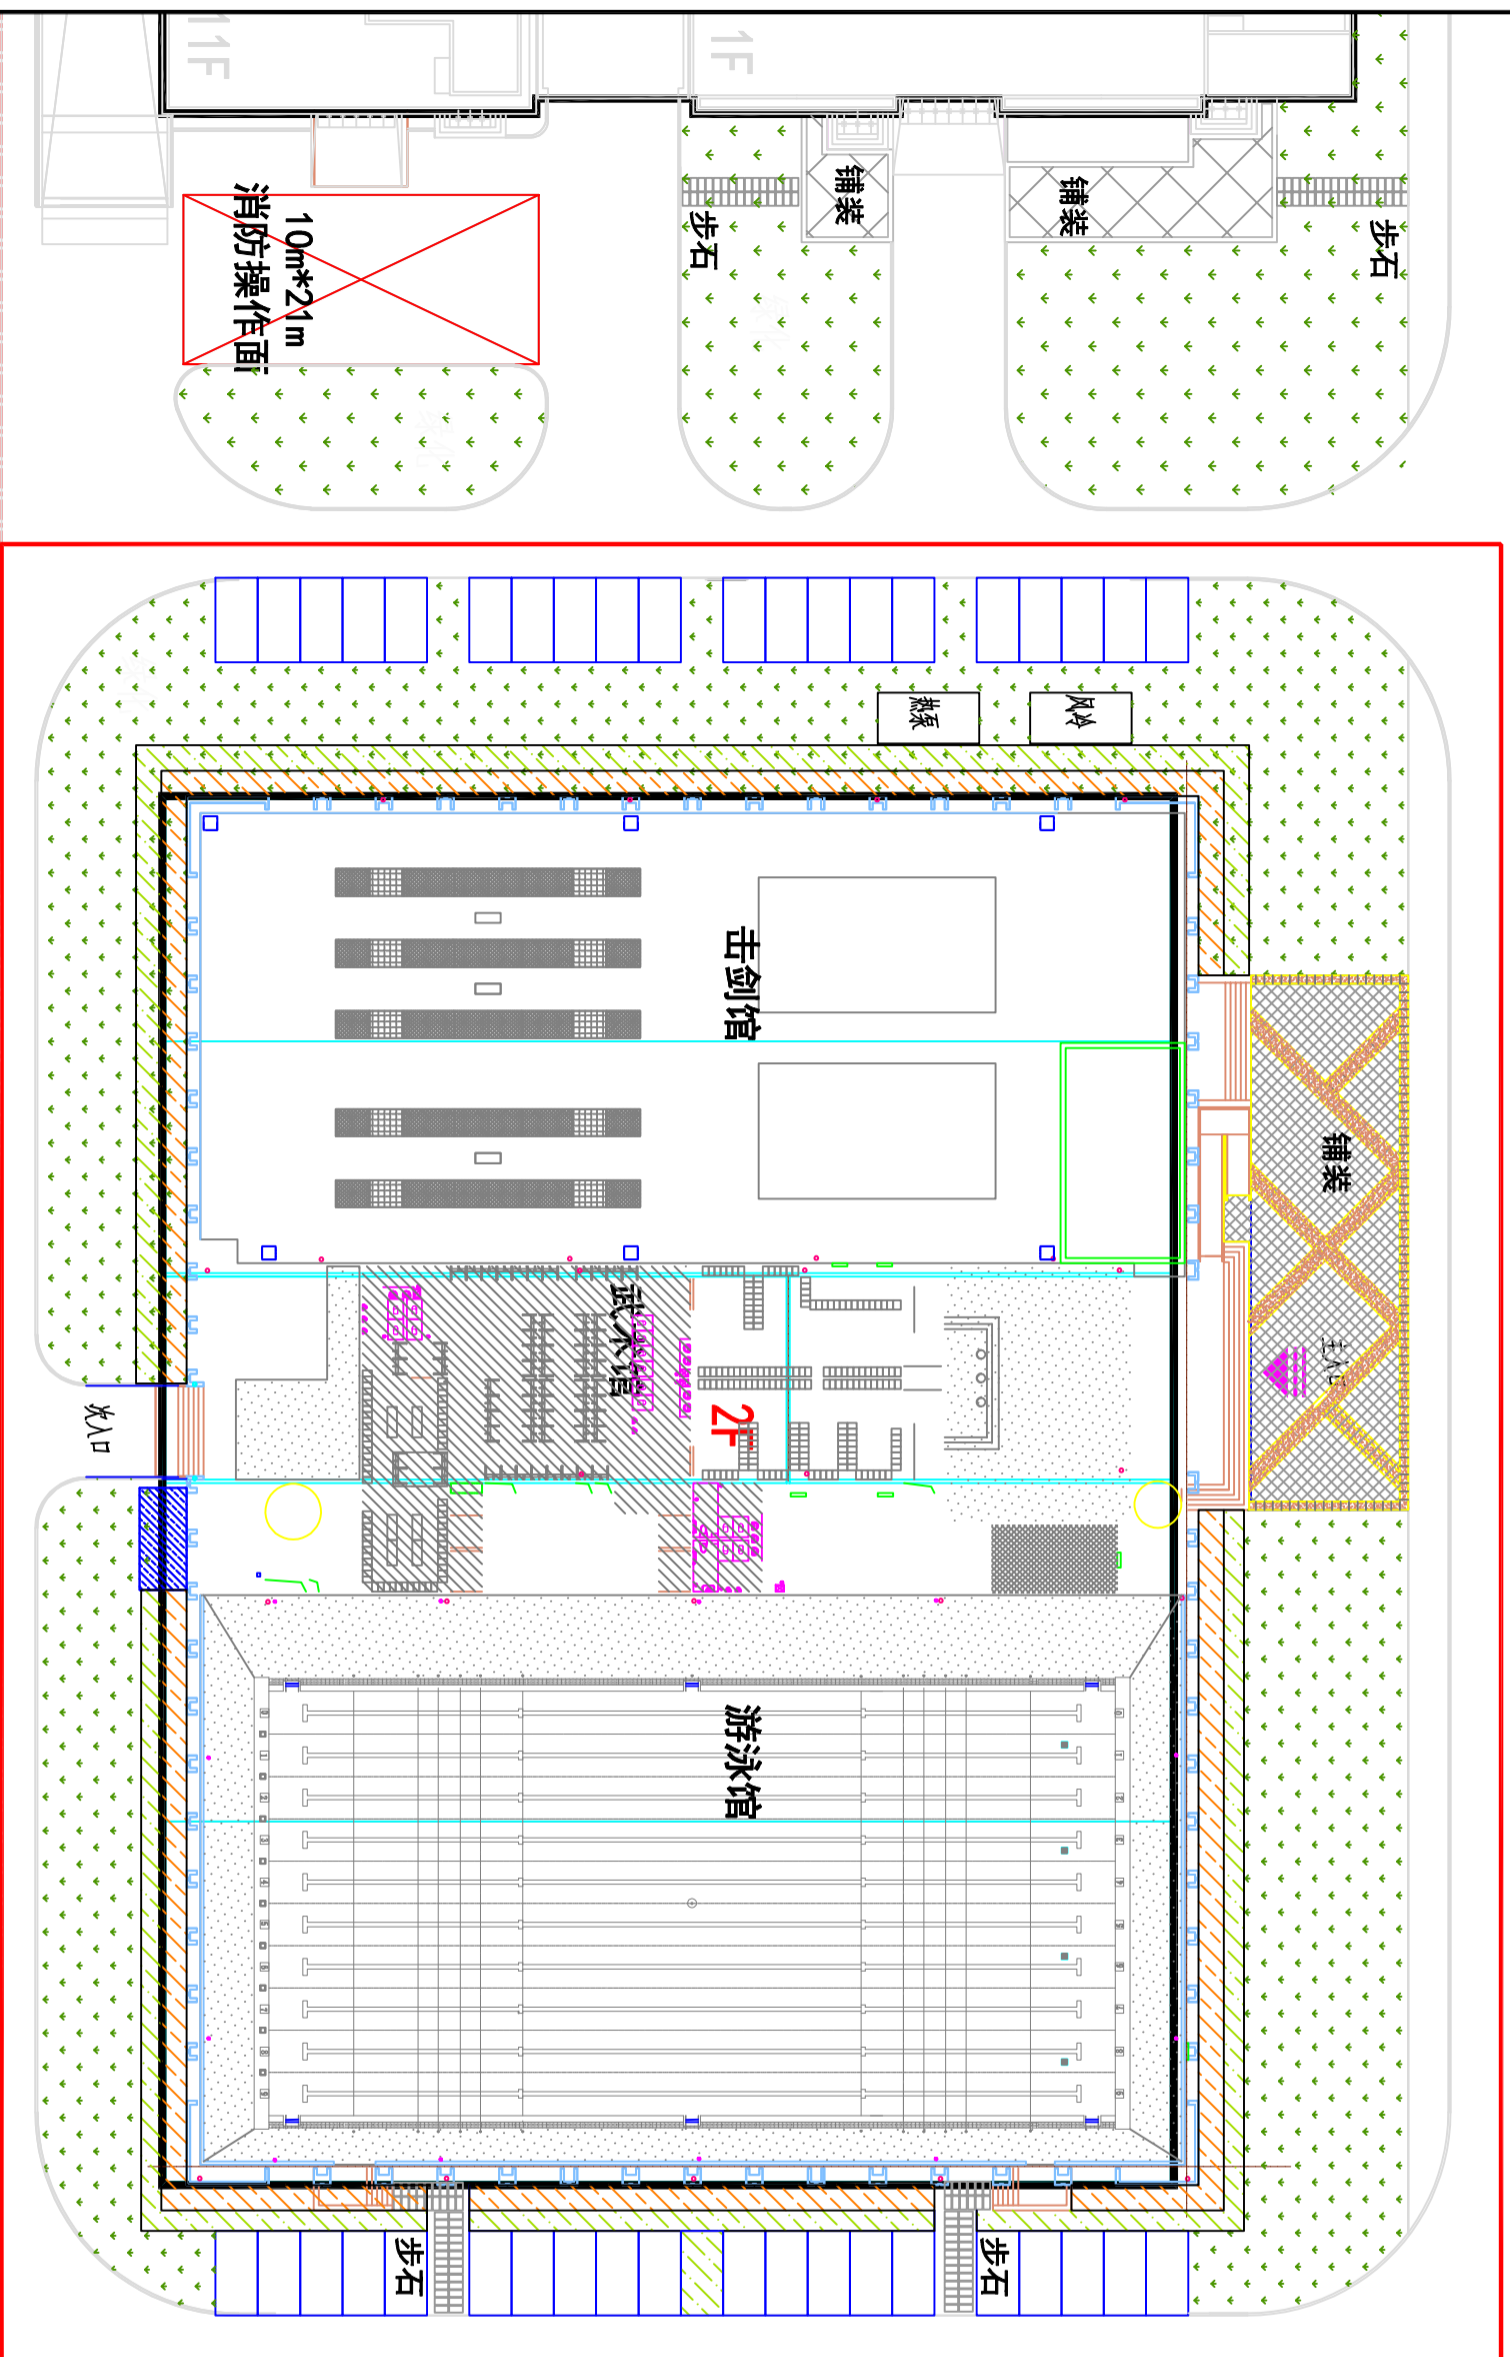 11F
1F
铺装
铺装
步石
步石
10m*21m
消防操作面
热泵
风冷
击剑馆
铺装
武术馆
主入口
2F
次入口
游泳馆
步石
步石